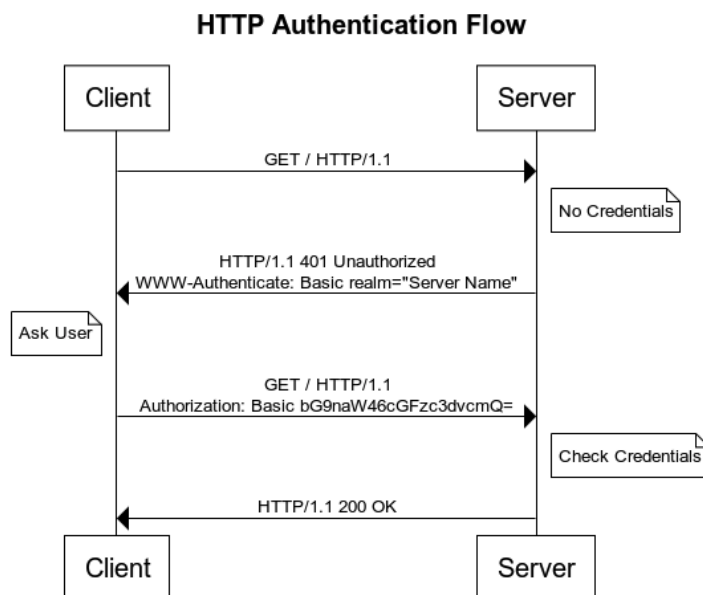 HTTP Authentication Flow
Client
Server
GET / HTTP/1.1
No Credentials
HTTP/1.1 401 Unauthorized
WWW-Authenticate: Basic realm="Server Name"
Ask User
GET / HTTP/1.1
Authorization: Basic bG9naW46cGFzc3dvcmQ=
Check Credentials
HTTP/1.1 200 OK
Client
Server